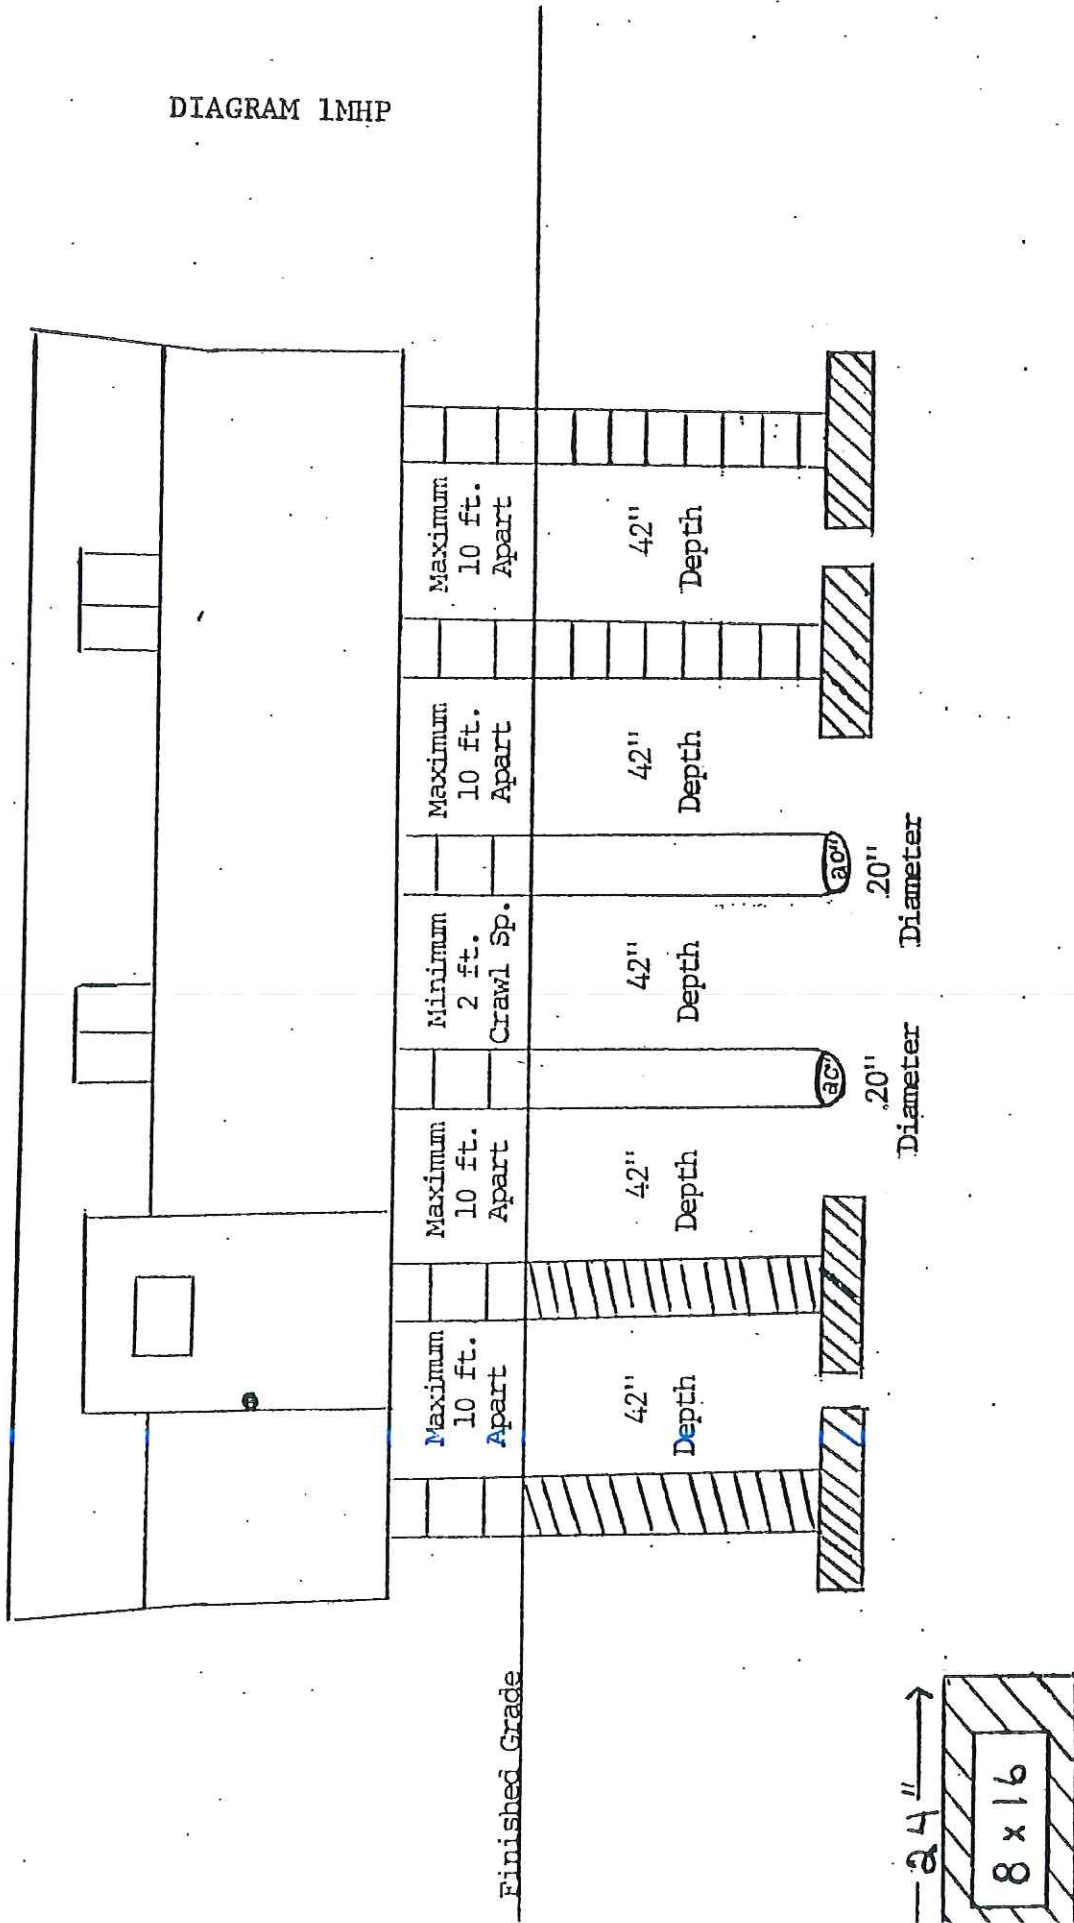 DIAGRAM 1MHP
Maximum
10 ft.
Apart
Maximum
10 ft.
Apart
Minimum
2 ft.
Crawl Sp.
Maximum
10 ft.
Apart
Maximum
10 ft.
Apart
42"
Depth
42"
Depth
42"
Depth
42"
Depth
42"
Depth
Finished Grade
20"
20"
Diameter
20"
Diameter
24"
8 x 16